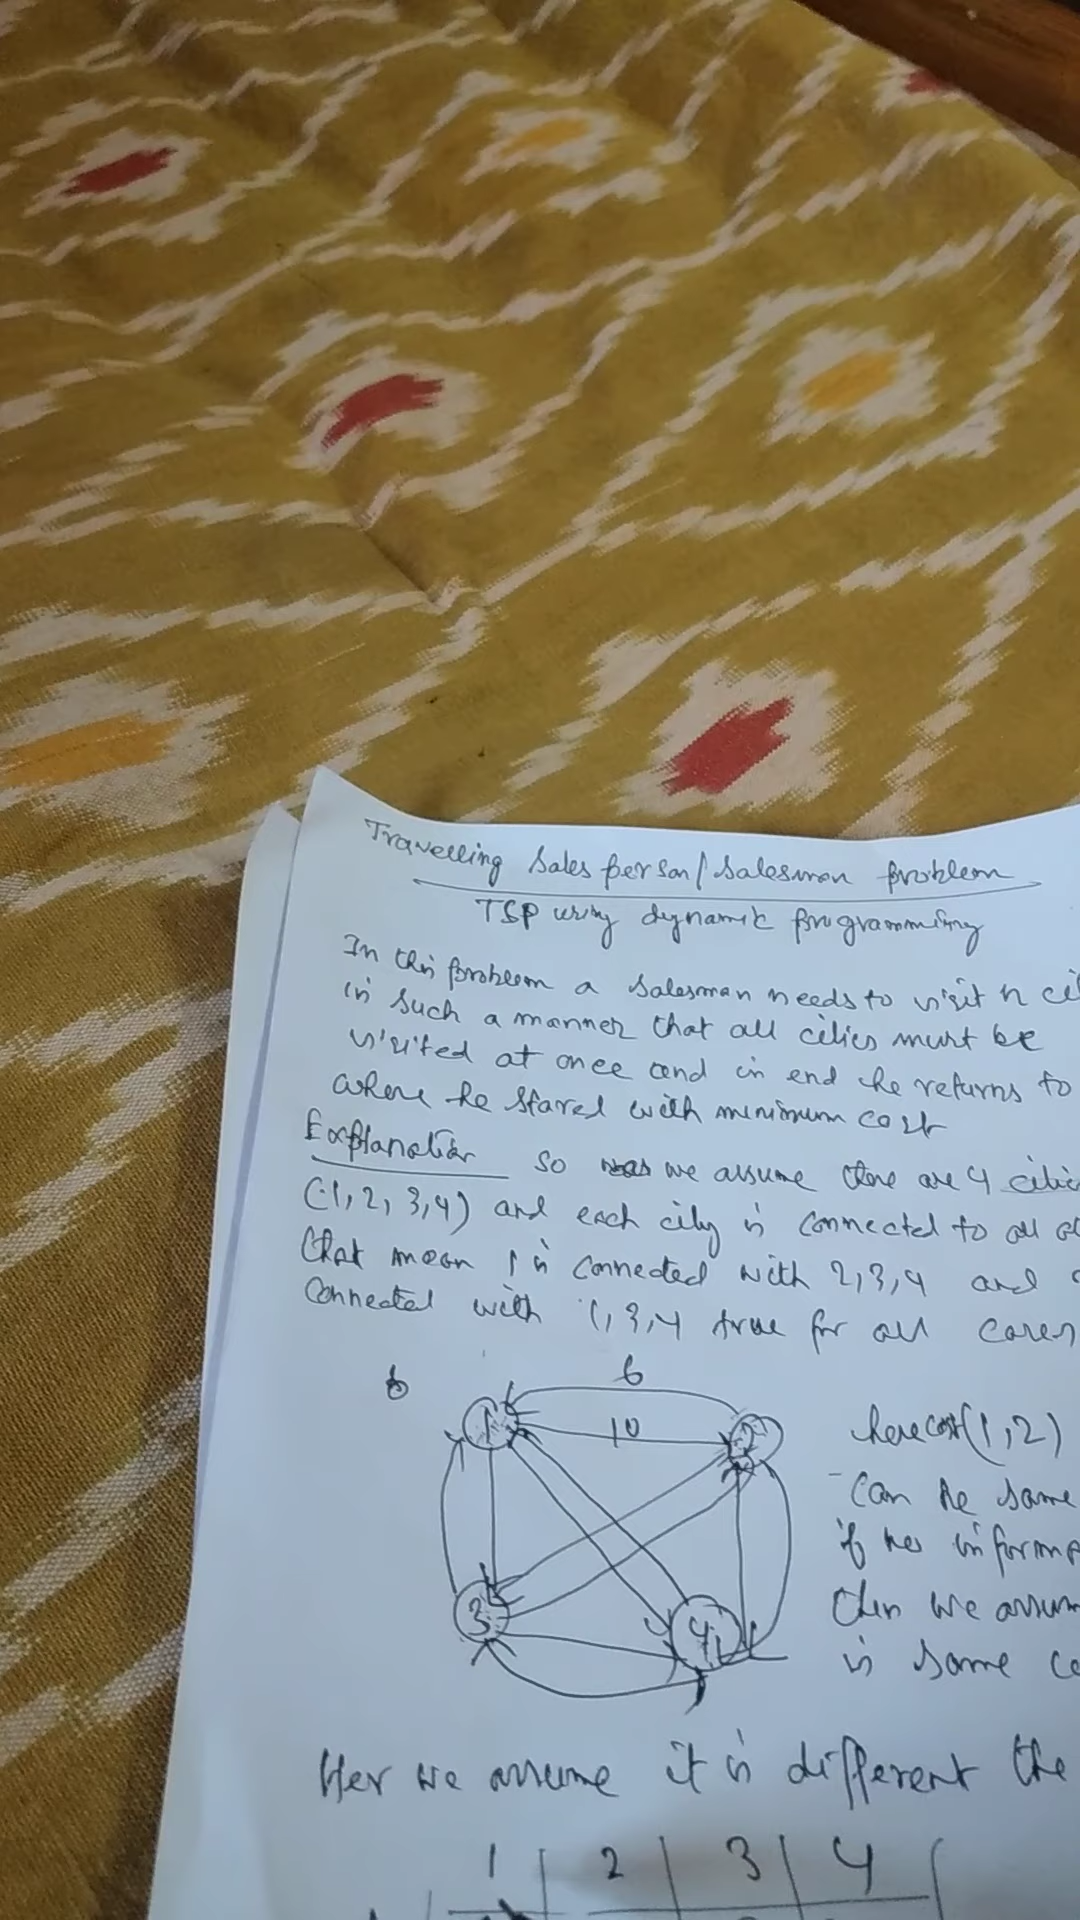 Travelling Sales person/Salesman problem
TSP using dynamic programming
In this problem a salesman needs to visit n
in such a manner that all cities must be
visited at once and in end he returns to
where he stared with minimum cost
Explanation so we assume there are 4
(1, 2, 3, 4) and each city is connected to all
that mean 1 is connected with 2, 3, 4 and
Connected with 1, 3, 4 true for all cases
6
1 10 2
here cost(1, 2)
can be same
if no
then we
3 4
is same
Her we assume it is different the
1 2 3 4